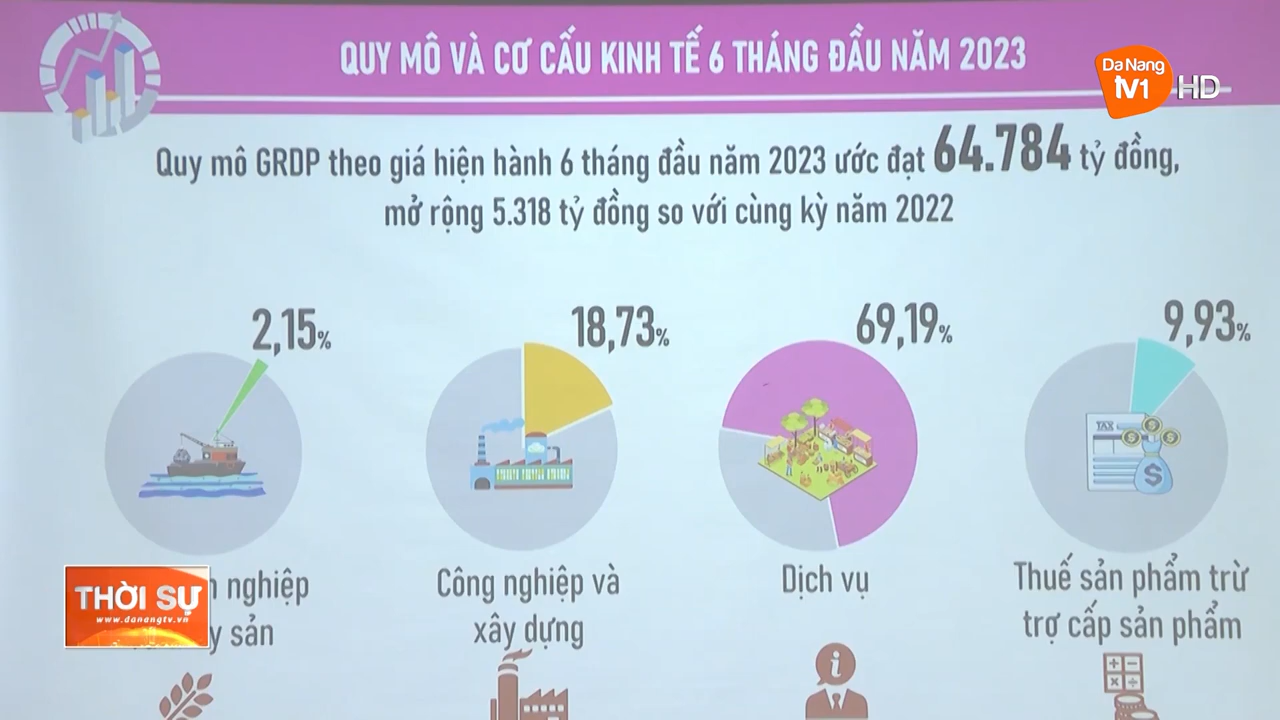 QUY MÔ VÀ CƠ CẤU KINH TẾ 6 THÁNG ĐẦU NĂM 2023
Da Nang
TV1 HD
Quy mô GRDP theo giá hiện hành 6 tháng đầu năm 2023 ước đạt 64.784 tỷ đồng,
mở rộng 5.318 tỷ đồng so với cùng kỳ năm 2022
2,15%
18,73%
69,19%
9,93%
TAX
nghiệp
sản
Công nghiệp và
xây dựng
Dịch vụ
Thuế sản phẩm trừ
trợ cấp sản phẩm
THỜI SỰ
www.danangtv.vn